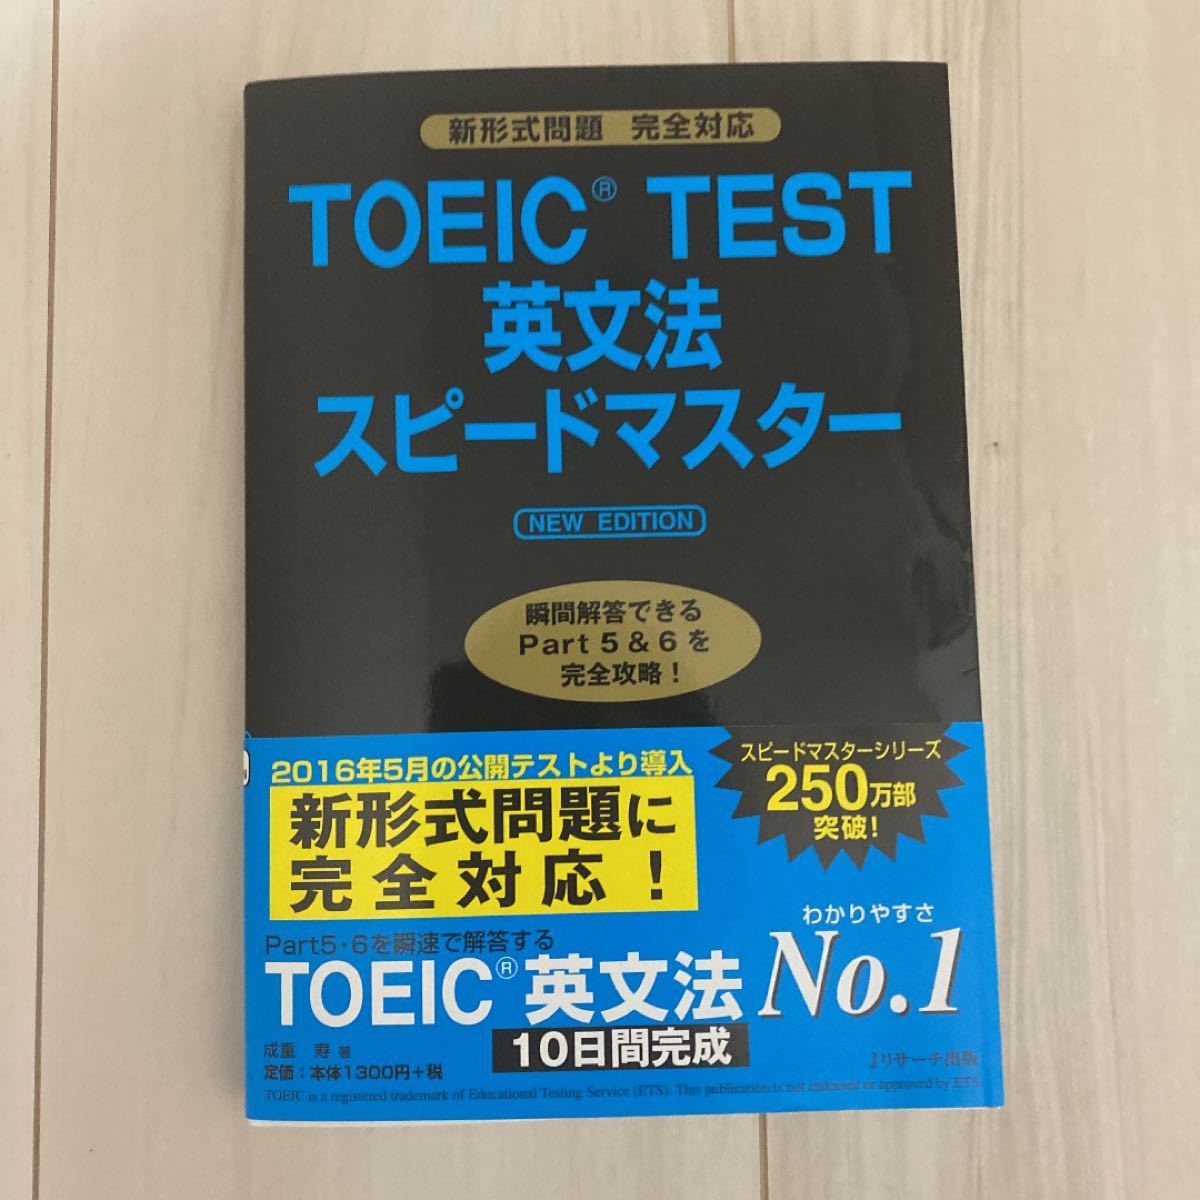 新形式問題 完全対応
TOEIC® TEST
英文法
スピードマスター
NEW EDITION
瞬間解答できる
Part 5 & 6 を
完全攻略！
2016年5月の公開テストより導入
新形式問題に
完全対応！
スピードマスターシリーズ
250万部
突破！
わかりやすさ
No.1
Part5・6を瞬速で解答する
TOEIC® 英文法
10日間完成
成重 寿 著
定価：本体1300円+税
Jリサーチ出版
TOEIC is a registered trademark of Educational Testing Service (ETS). This publication is not endorsed or approved by ETS.